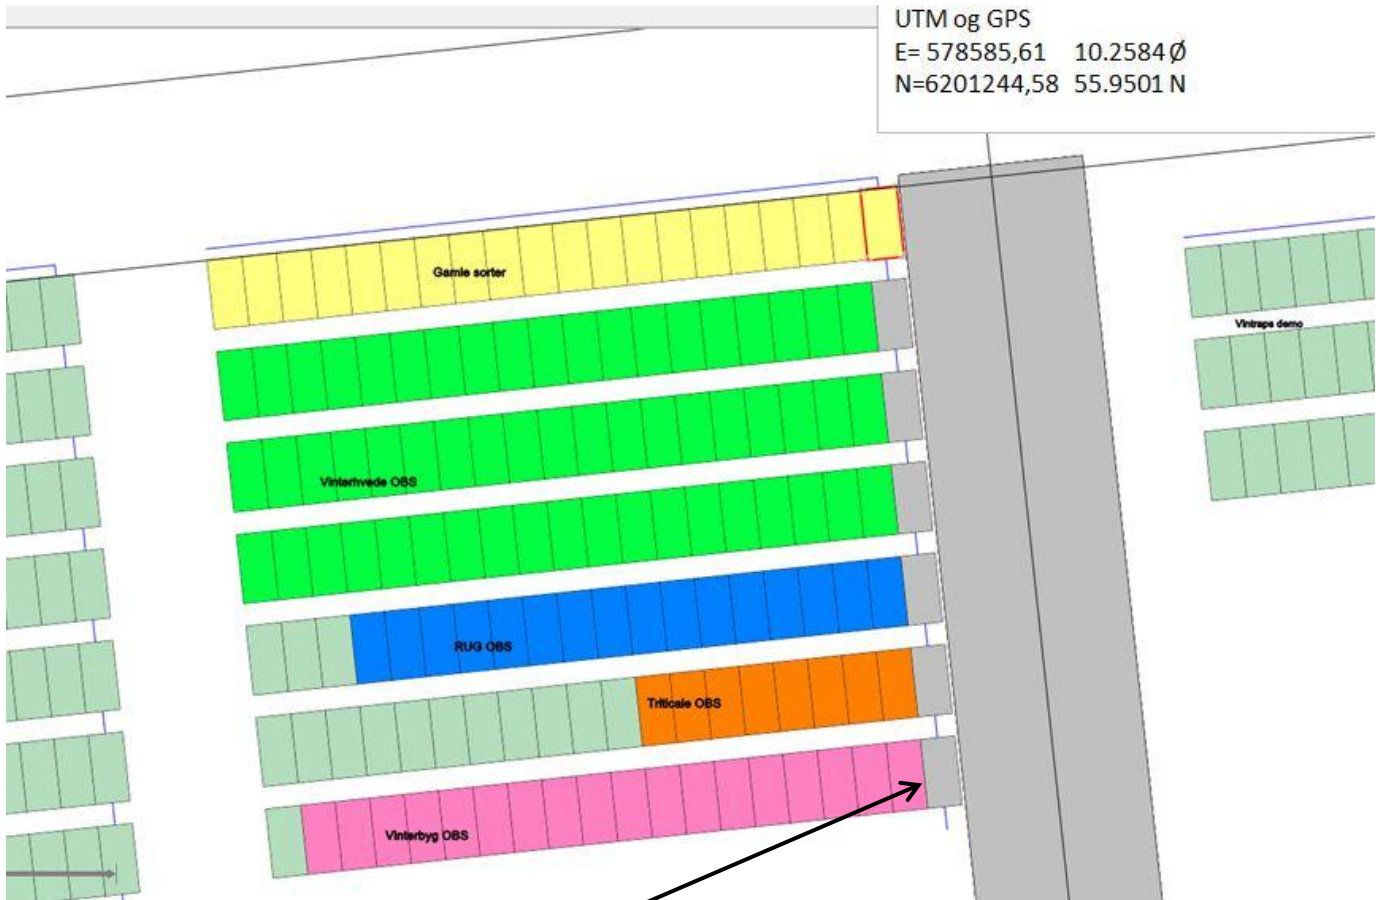 UTM og GPS
E= 578585,61 10.2584 Ø
N=6201244,58 55.9501 N
Gamle sorter
Vintraps demo
Vinterhvede OBS
RUG OBS
Triticale OBS
Vinterbyg OBS